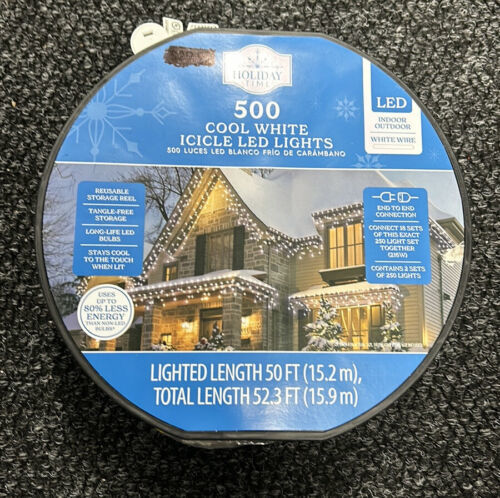 HOLIDAY
TIME
500
COOL WHITE
ICICLE LED LIGHTS
500 LUCES LED BLANCO FRÍO DE CARÁMBANO
LED
INDOOR
OUTDOOR
WHITE WIRE
REUSABLE
STORAGE REEL
TANGLE-FREE
STORAGE
LONG-LIFE LED
BULBS
STAYS COOL
TO THE TOUCH
WHEN LIT
USES
UP TO
80% LESS
ENERGY
THAN NON-LED
BULBS†
END TO END
CONNECTION
CONNECT 18 SETS
OF THIS EXACT
250 LIGHT SET
TOGETHER
(216W)
CONTAINS 2 SETS
OF 250 LIGHTS
LIGHTED LENGTH 50 FT (15.2 m),
TOTAL LENGTH 52.3 FT (15.9 m)